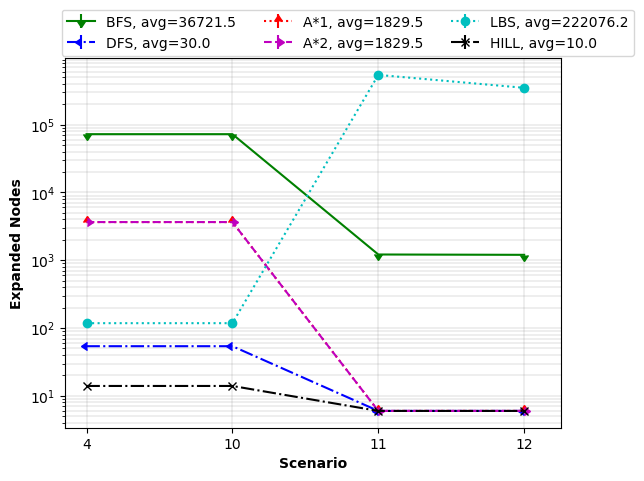 BFS, avg=36721.5
DFS, avg=30.0
A*1, avg=1829.5
A*2, avg=1829.5
LBS, avg=222076.2
HILL, avg=10.0
Expanded Nodes
10^5
10^4
10^3
10^2
10^1
4 10 11 12
Scenario